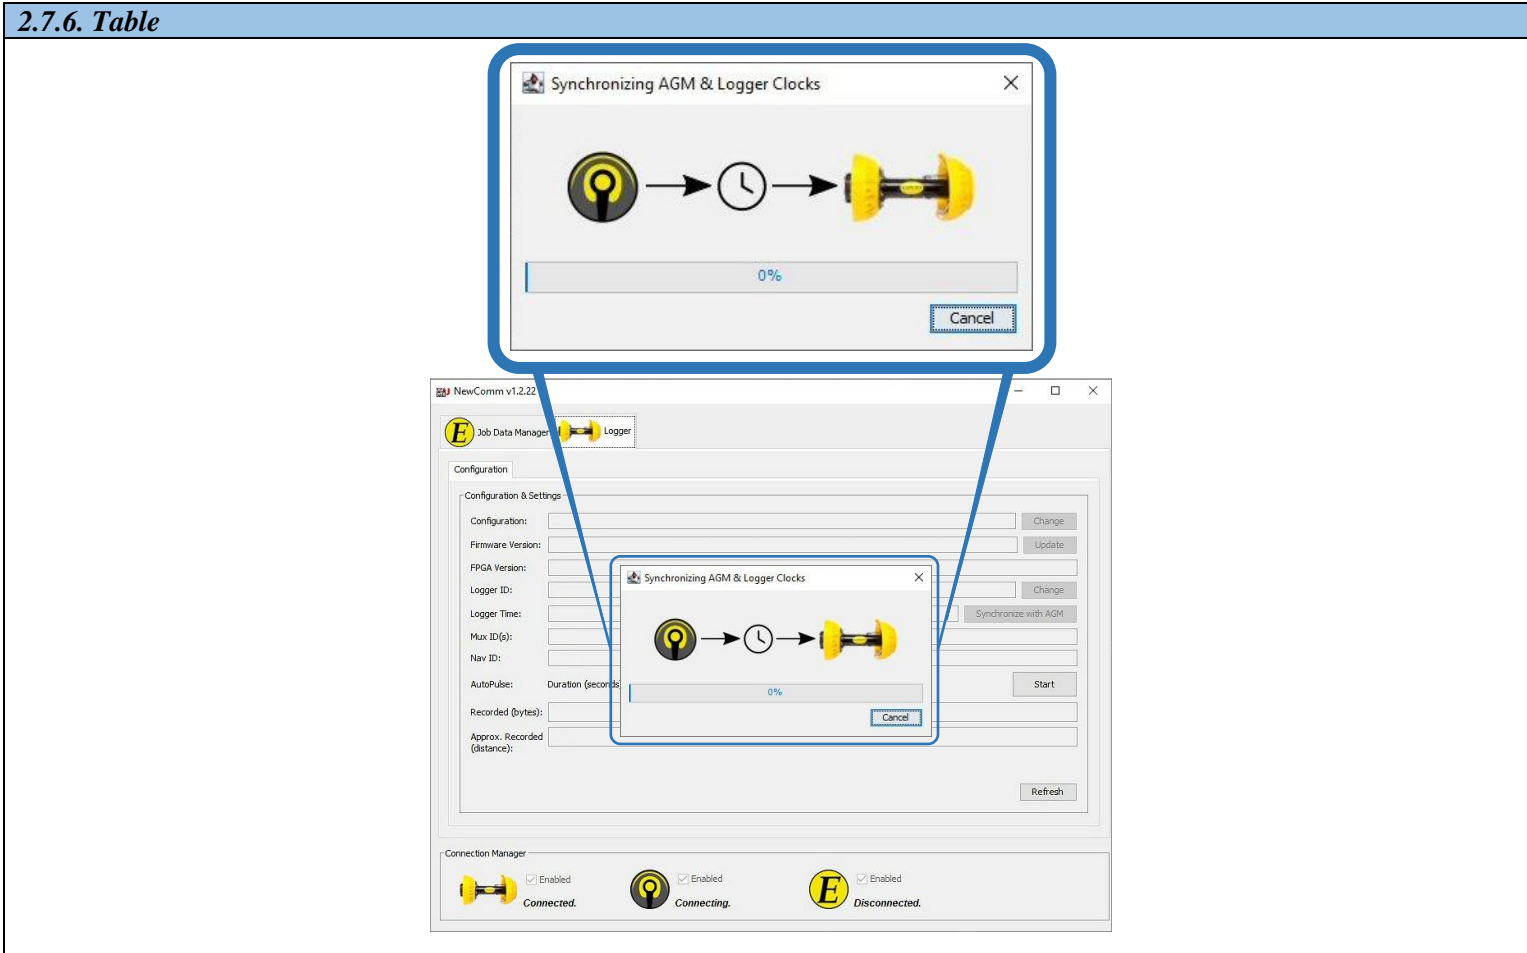 2.7.6. Table
Synchronizing AGM & Logger Clocks
0%
Cancel
NewComm v1.2.22
E Job Data Manager Logger
Configuration
Configuration & Settings
Configuration: Change
Firmware Version: Update
FPGA Version:
Logger ID: Change
Logger Time: Synchronize with AGM
Mux ID(s):
Nav ID:
AutoPulse: Duration (seconds) Start
Recorded (bytes):
Approx. Recorded
(distance):
Synchronizing AGM & Logger Clocks
0%
Cancel
Refresh
Connection Manager
Enabled Enabled E Enabled
Connected. Connecting. Disconnected.